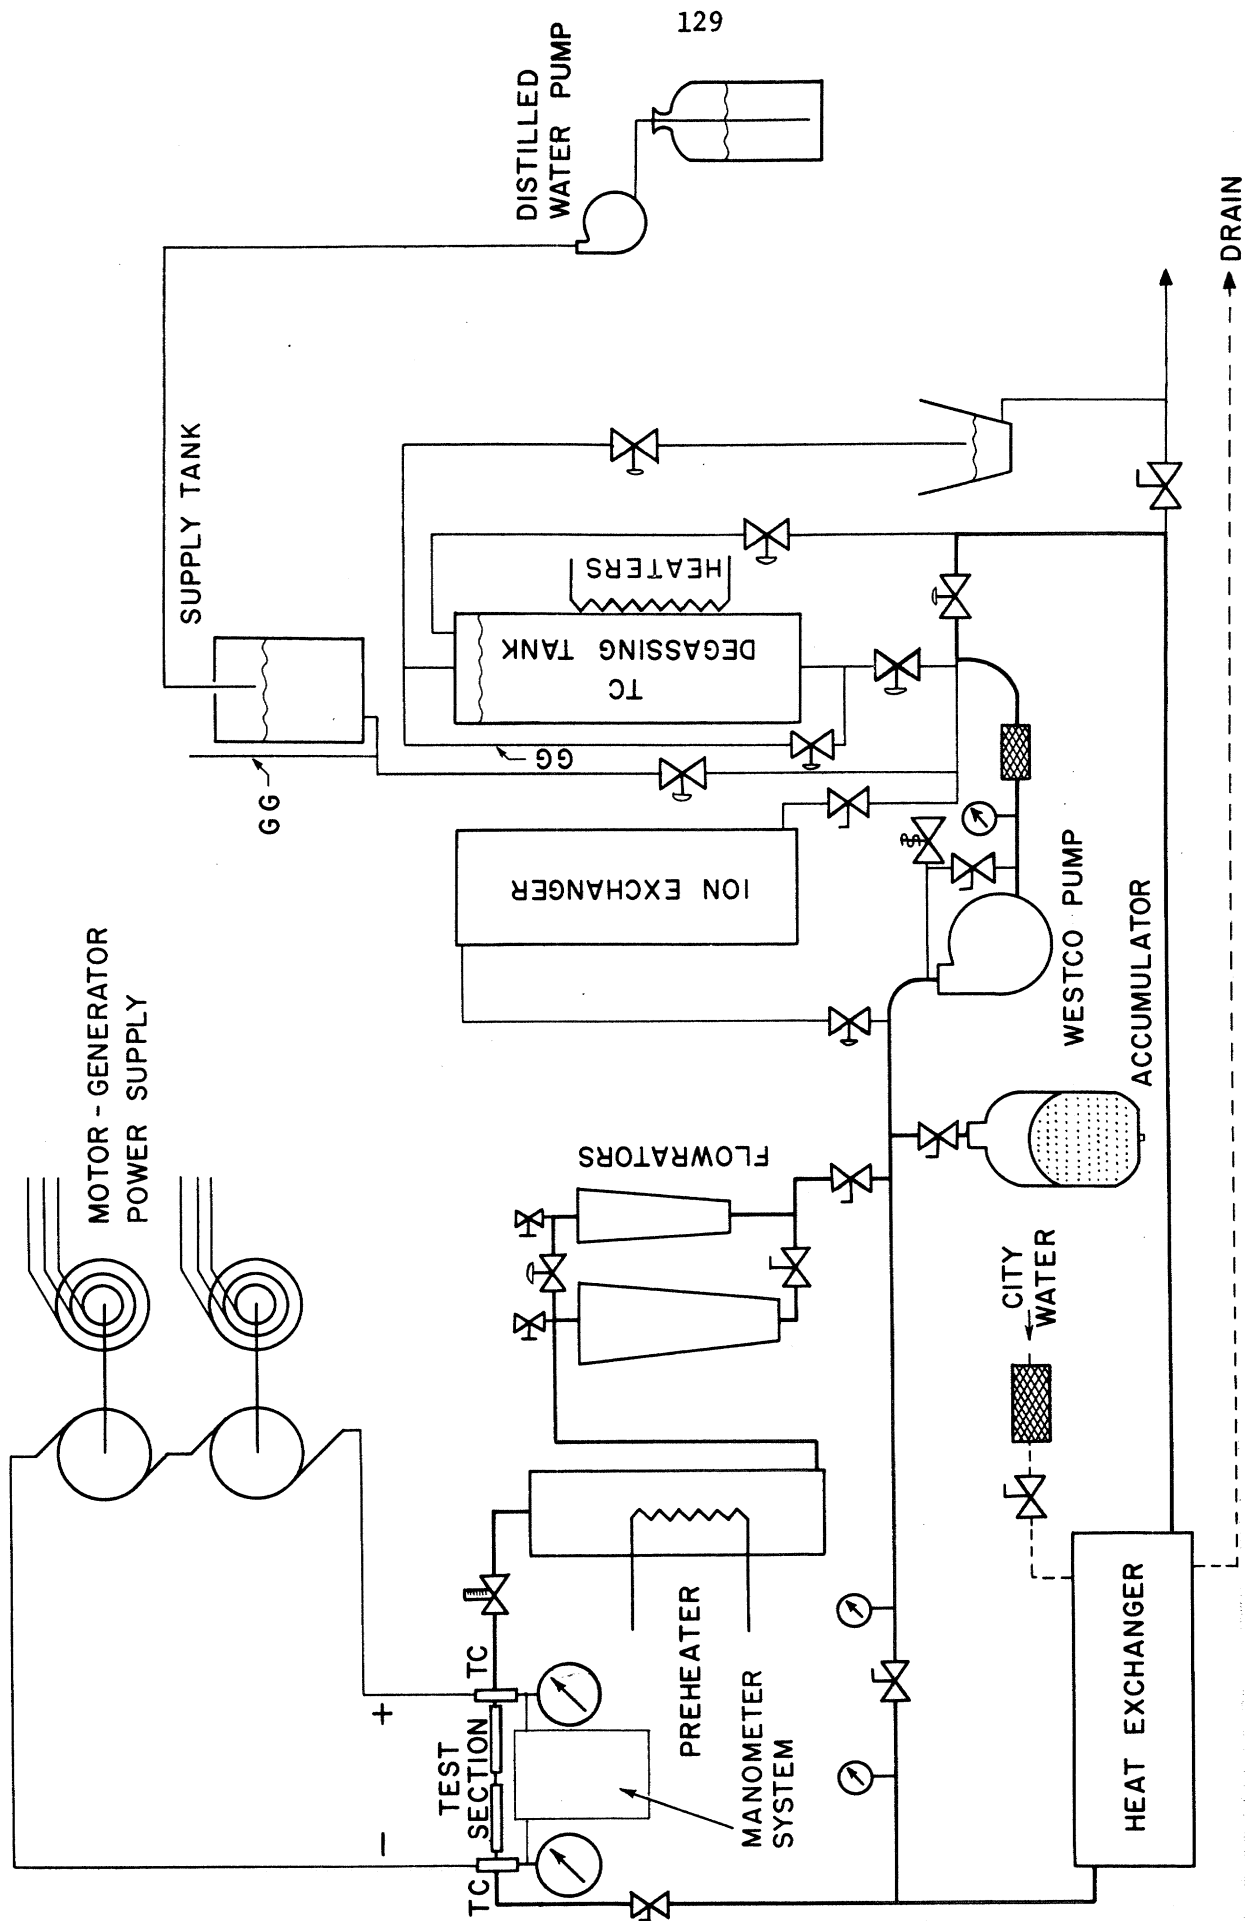 129
DISTILLED
WATER PUMP
SUPPLY TANK
GG
MOTOR - GENERATOR
POWER SUPPLY
HEATERS
DEGASSING TANK
TC
GG
ION EXCHANGER
WESTCO PUMP
ACCUMULATOR
FLOWRATORS
CITY
WATER
DRAIN
PREHEATER
MANOMETER
SYSTEM
TEST
SECTION
TC
TC
+
−
HEAT EXCHANGER